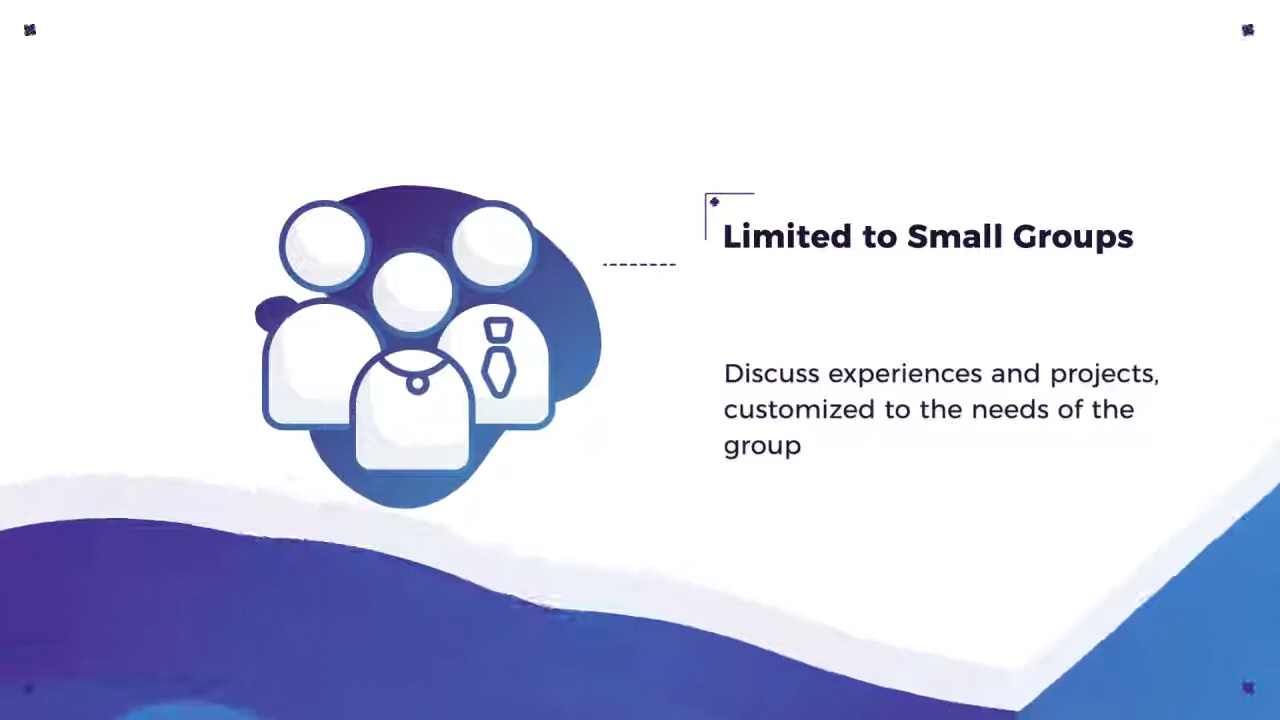 Limited to Small Groups
Discuss experiences and projects,
customized to the needs of the
group